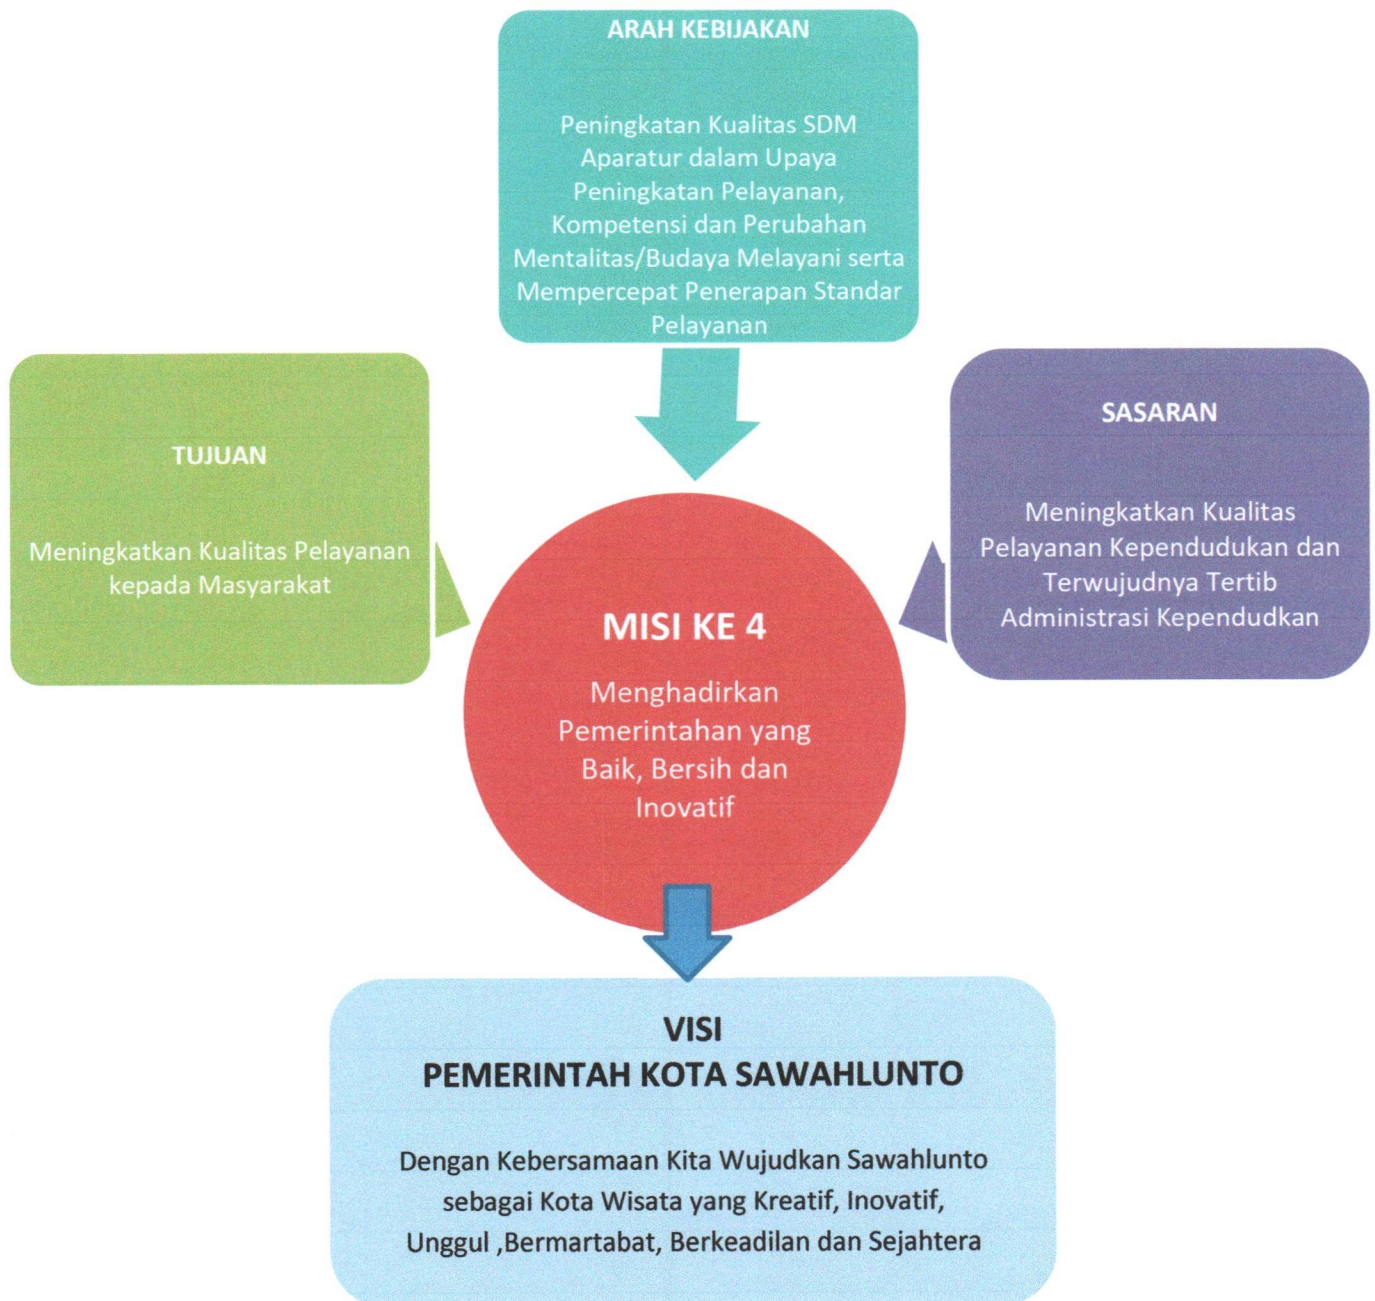 ARAH KEBIJAKAN
Peningkatan Kualitas SDM
Aparatur dalam Upaya
Peningkatan Pelayanan,
Kompetensi dan Perubahan
Mentalitas/Budaya Melayani serta
Mempercepat Penerapan Standar
Pelayanan
TUJUAN
Meningkatkan Kualitas Pelayanan
kepada Masyarakat
SASARAN
Meningkatkan Kualitas
Pelayanan Kependudukan dan
Terwujudnya Tertib
Administrasi Kependudkan
MISI KE 4
Menghadirkan
Pemerintahan yang
Baik, Bersih dan
Inovatif
VISI
PEMERINTAH KOTA SAWAHLUNTO
Dengan Kebersamaan Kita Wujudkan Sawahlunto
sebagai Kota Wisata yang Kreatif, Inovatif,
Unggul ,Bermartabat, Berkeadilan dan Sejahtera